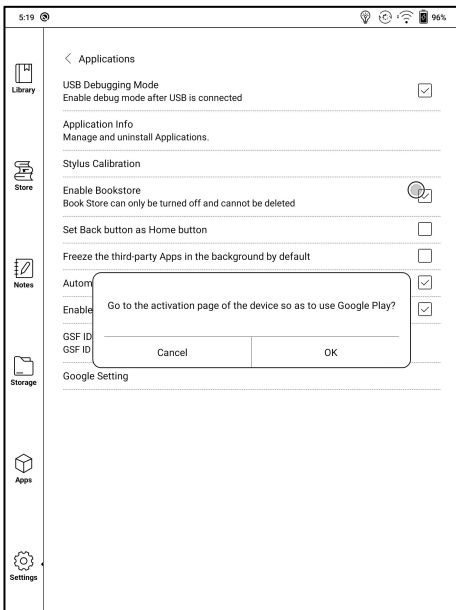 5:19
96%
Applications
Library
USB Debugging Mode
Enable debug mode after USB is connected
Application Info
Manage and uninstall Applications.
Stylus Calibration
Store
Enable Bookstore
Book Store can only be turned off and cannot be deleted
Set Back button as Home button
Freeze the third-party Apps in the background by default
Notes
Autom
Enable
Go to the activation page of the device so as to use Google Play?
GSF ID
GSF ID
Cancel
OK
Google Setting
Storage
Apps
Settings